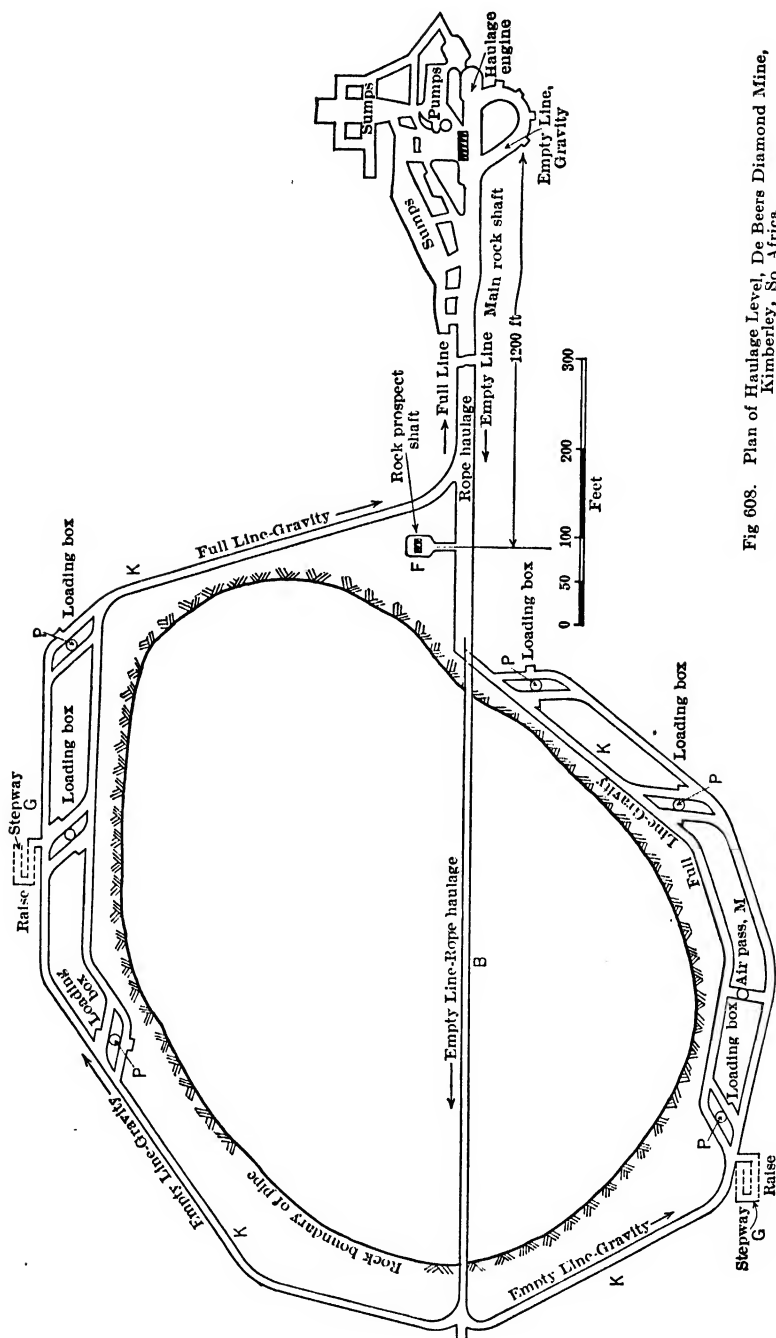 Sumps
Pumps
Haulage
engine
Empty Line,
Gravity
Sumps
Main rock shaft
Full Line
Empty Line
1200 ft
Rock prospect
shaft
F
Rope haulage
0 50 100 200 300
Feet
Full Line-Gravity
K
Loading box
P
Loading box
Stepway
G
Raise
Loading
box
P
Empty Line-Gravity
K
Rock boundary of pipe
Empty Line-Rope haulage
B
Loading box
P
K
Loading box
P
Full
Line-Gravity
Air pass, M
Loading box
P
Stepway
G
Raise
Empty Line-Gravity
K
Fig 608. Plan of Haulage Level, De Beers Diamond Mine,
Kimberley, So. Africa